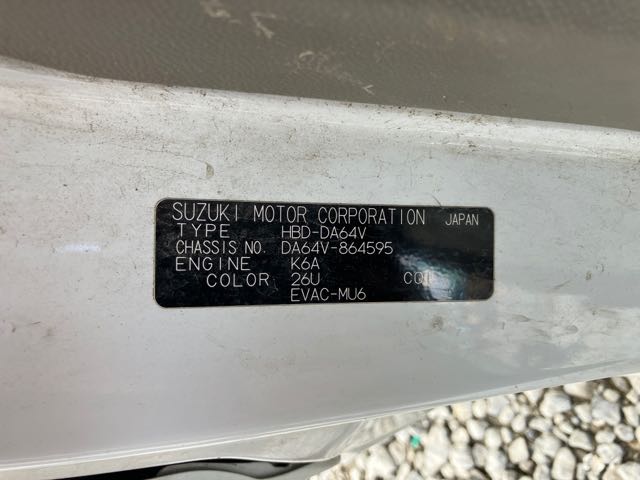 SUZUKI MOTOR CORPORATION JAPAN
TYPE HBD-DA64V
CHASSIS NO. DA64V-864595
ENGINE K6A
COLOR 26U
EVAC-MU6